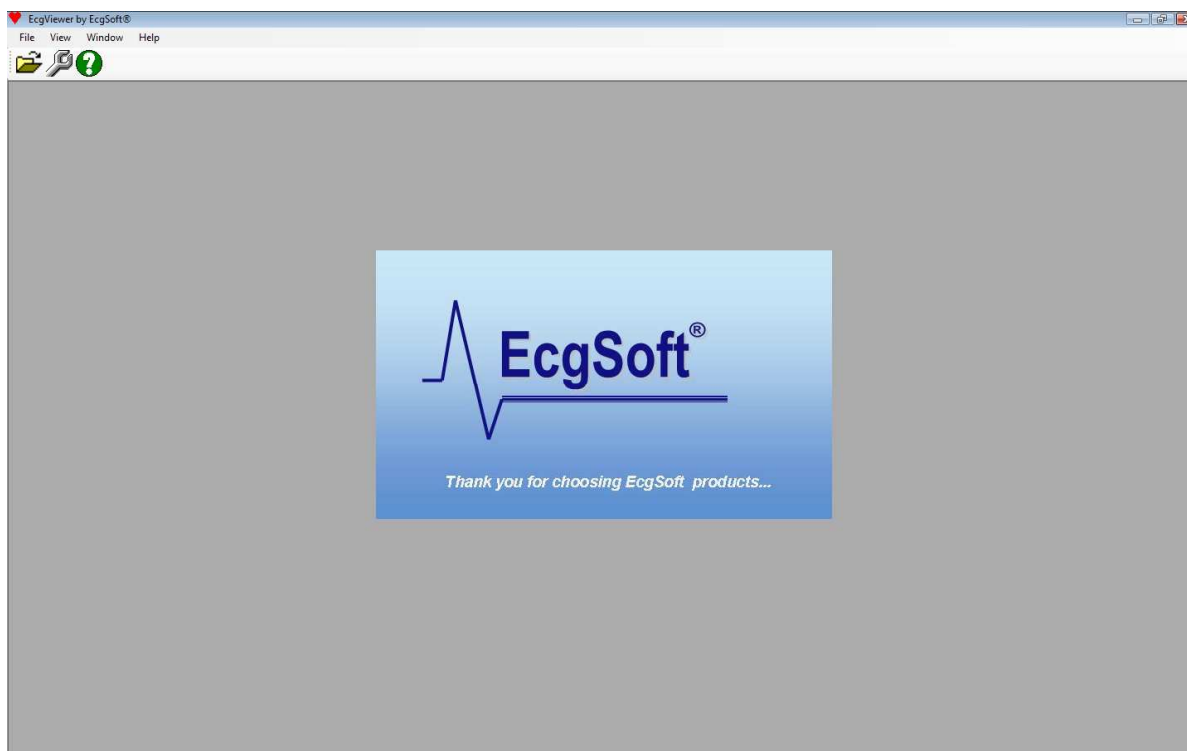 EcgViewer by EcgSoft®
File View Window Help
?
EcgSoft®
Thank you for choosing EcgSoft products...